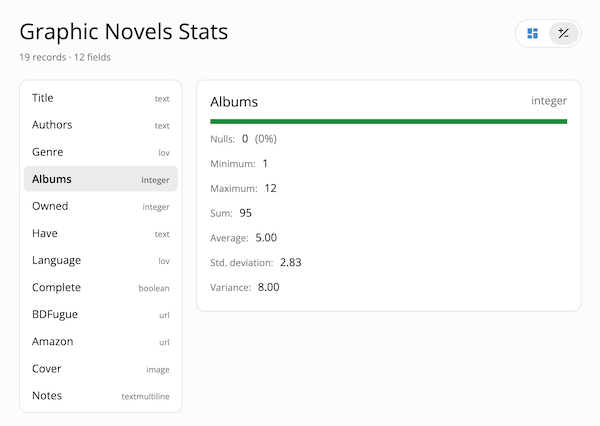 Graphic Novels Stats
19 records · 12 fields
Title text
Authors text
Genre lov
Albums integer
Owned integer
Have text
Language lov
Complete boolean
BDFugue url
Amazon url
Cover image
Notes textmultiline
Albums integer
Nulls: 0 (0%)
Minimum: 1
Maximum: 12
Sum: 95
Average: 5.00
Std. deviation: 2.83
Variance: 8.00